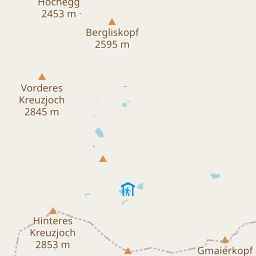 Hochegg
2453 m
Bergliskopf
2595 m
Vorderes
Kreuzjoch
2845 m
Hinteres
Kreuzjoch
2853 m
Gmaierkopf